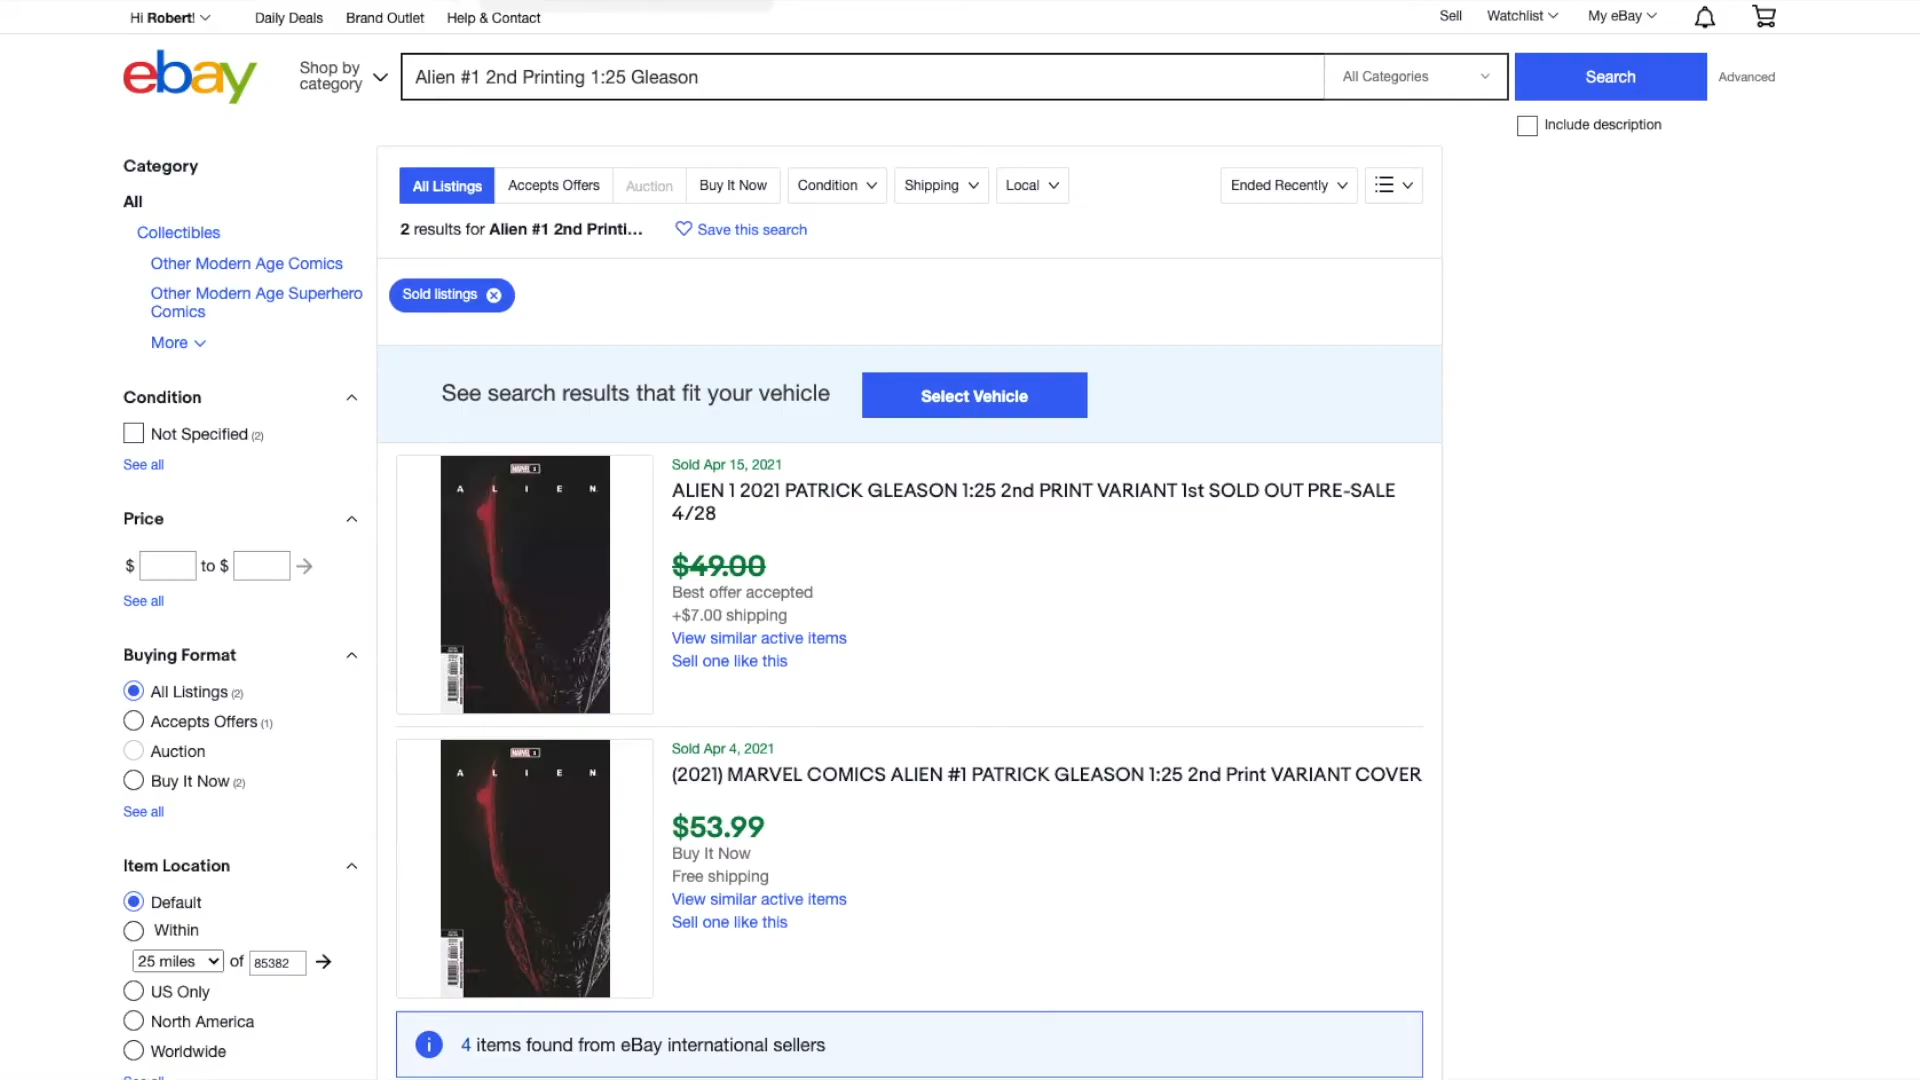 Hi Robert!
Daily Deals
Brand Outlet
Help & Contact
Sell
Watchlist
My eBay
ebay
Shop by
category
Alien #1 2nd Printing 1:25 Gleason
All Categories
Search
Advanced
Include description
Category
All
Collectibles
Other Modern Age Comics
Other Modern Age Superhero
Comics
More
Condition
Not Specified (2)
See all
Price
$ to $
See all
Buying Format
All Listings (2)
Accepts Offers (1)
Auction
Buy It Now (2)
See all
Item Location
Default
Within
25 miles of 85382
US Only
North America
Worldwide
See all
All Listings
Accepts Offers
Auction
Buy It Now
Condition
Shipping
Local
Ended Recently
2 results for Alien #1 2nd Printi...
Save this search
Sold listings
See search results that fit your vehicle
Select Vehicle
MARVEL 1
A L I E N
Sold Apr 15, 2021
ALIEN 1 2021 PATRICK GLEASON 1:25 2nd PRINT VARIANT 1st SOLD OUT PRE-SALE
4/28
$49.00
Best offer accepted
+$7.00 shipping
View similar active items
Sell one like this
MARVEL 1
A L I E N
Sold Apr 4, 2021
(2021) MARVEL COMICS ALIEN #1 PATRICK GLEASON 1:25 2nd Print VARIANT COVER
$53.99
Buy It Now
Free shipping
View similar active items
Sell one like this
4 items found from eBay international sellers